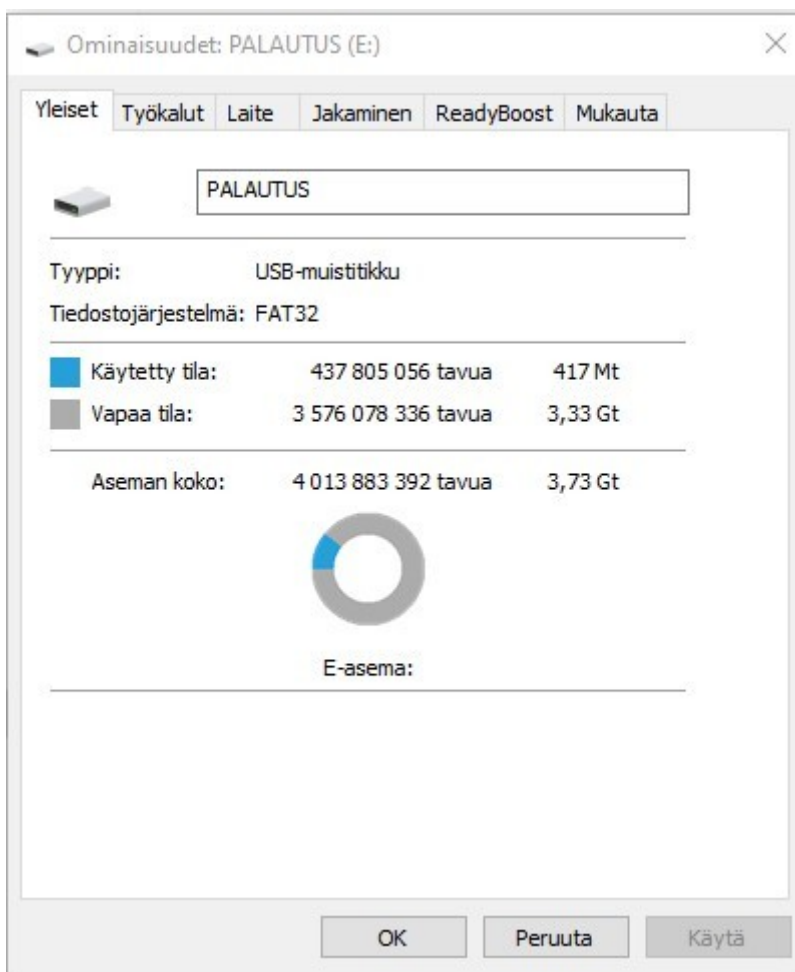 Ominaisuudet: PALAUTUS (E:)
Yleiset Työkalut Laite Jakaminen ReadyBoost Mukauta
PALAUTUS
Tyyppi: USB-muistitikku
Tiedostojärjestelmä: FAT32
Käytetty tila: 437 805 056 tavua 417 Mt
Vapaa tila: 3 576 078 336 tavua 3,33 Gt
Aseman koko: 4 013 883 392 tavua 3,73 Gt
E-asema:
OK Peruuta Käytä